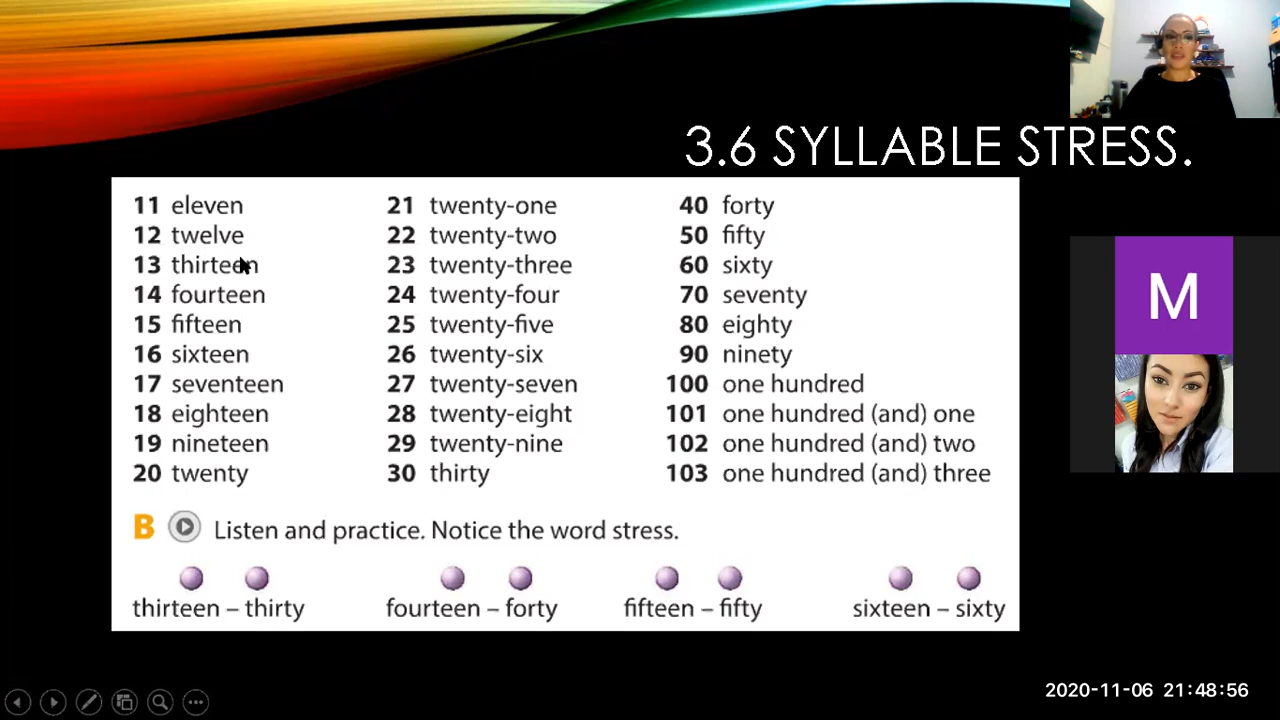 3.6 SYLLABLE STRESS.
11 eleven
12 twelve
13 thirteen
14 fourteen
15 fifteen
16 sixteen
17 seventeen
18 eighteen
19 nineteen
20 twenty
21 twenty-one
22 twenty-two
23 twenty-three
24 twenty-four
25 twenty-five
26 twenty-six
27 twenty-seven
28 twenty-eight
29 twenty-nine
30 thirty
40 forty
50 fifty
60 sixty
70 seventy
80 eighty
90 ninety
100 one hundred
101 one hundred (and) one
102 one hundred (and) two
103 one hundred (and) three
B Listen and practice. Notice the word stress.
thirteen – thirty fourteen – forty fifteen – fifty sixteen – sixty
M
2020-11-06 21:48:56